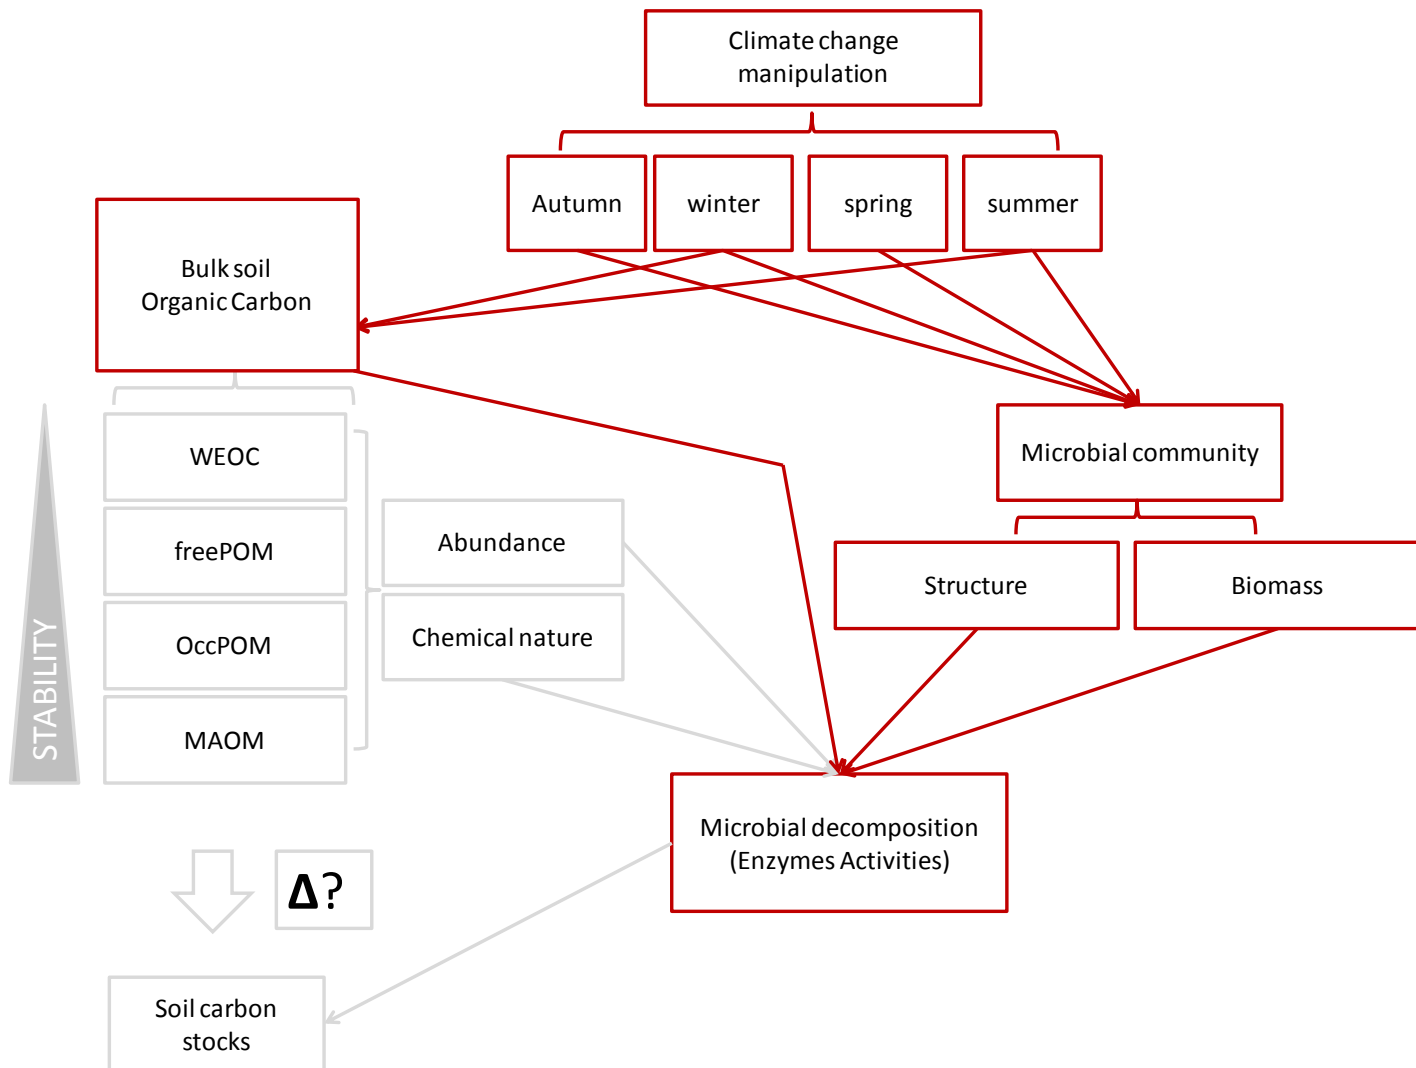 Climate change
manipulation
Autumn
winter
spring
summer
Bulk soil
Organic Carbon
WEOC
freePOM
OccPOM
MAOM
STABILITY
Abundance
Chemical nature
Microbial community
Structure
Biomass
Microbial decomposition
(Enzymes Activities)
Δ?
Soil carbon
stocks